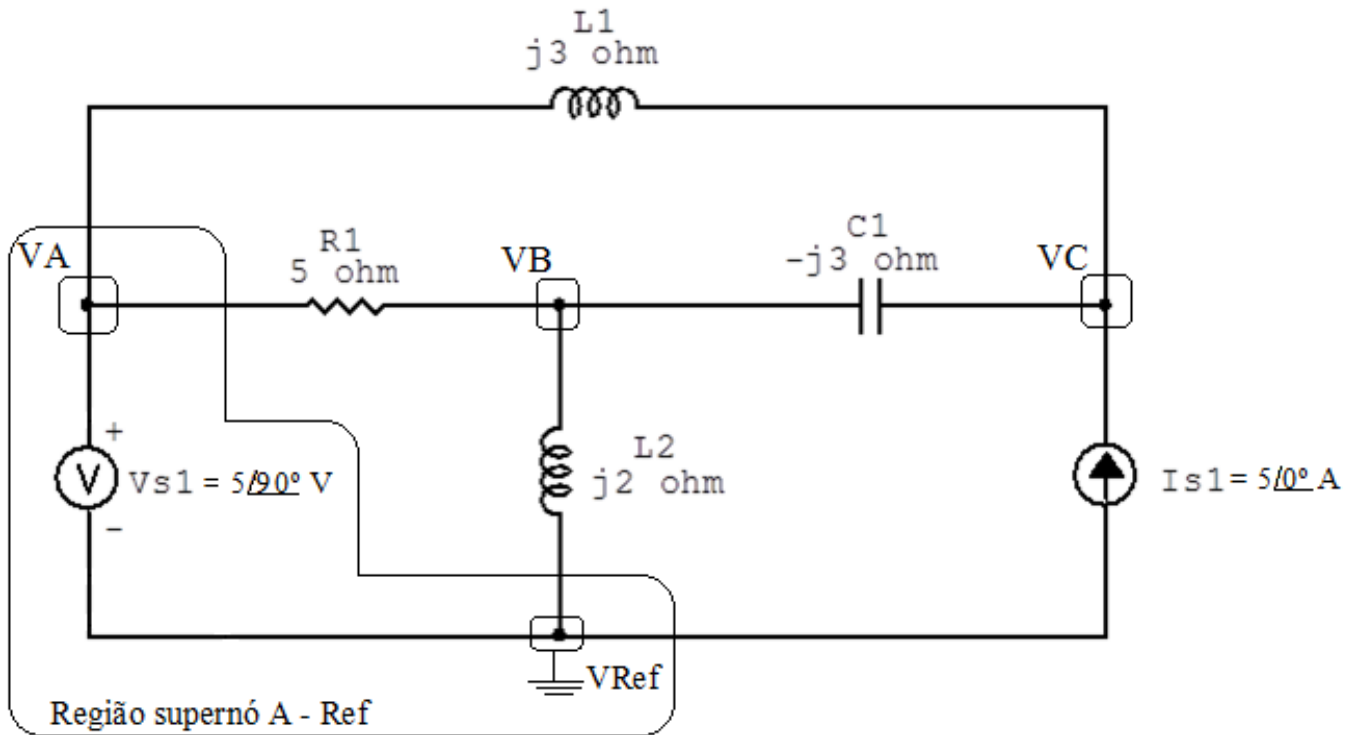 L1
j3 ohm
VA
R1
5 ohm
VB
C1
-j3 ohm
VC
+
V
Vs1 = 5/90º V
-
L2
j2 ohm
Is1 = 5/0º A
VRef
Região supernó A - Ref